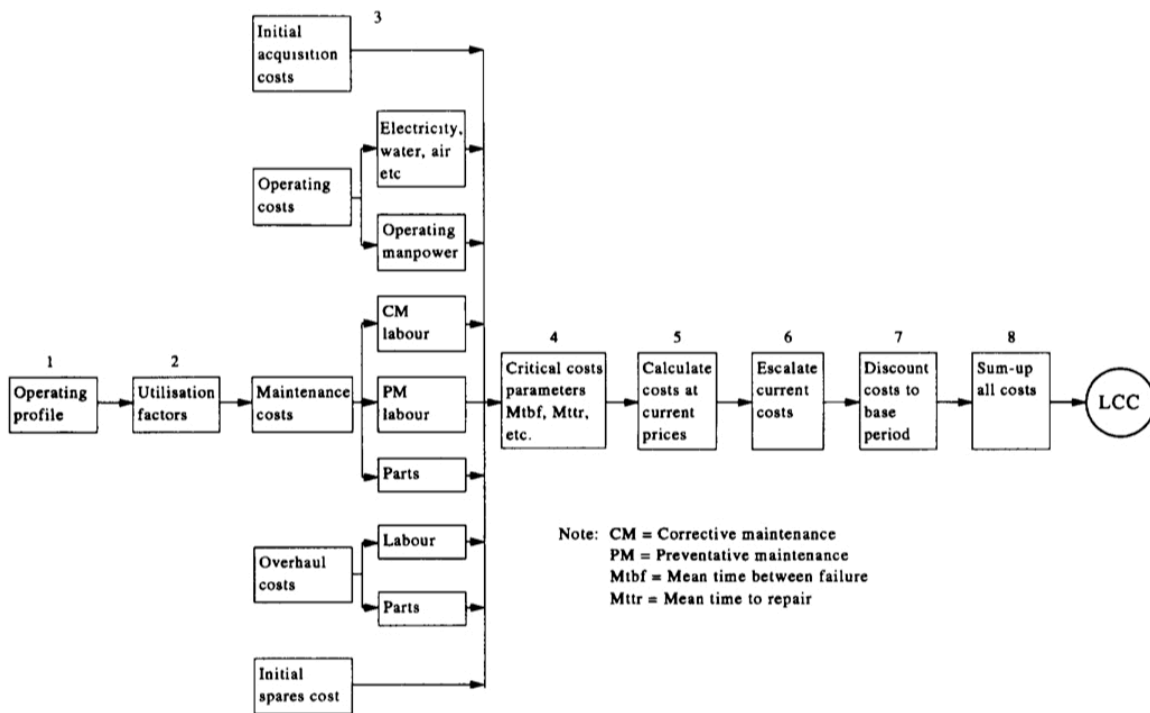 3
Initial
acquisition
costs
Electricity,
water, air
etc
Operating
costs
Operating
manpower
CM
labour
1
Operating
profile
2
Utilisation
factors
Maintenance
costs
PM
labour
Parts
4
Critical costs
parameters
Mtbf, Mttr,
etc.
5
Calculate
costs at
current
prices
6
Escalate
current
costs
7
Discount
costs to
base
period
8
Sum-up
all costs
LCC
Overhaul
costs
Labour
Parts
Initial
spares cost
Note: CM = Corrective maintenance
PM = Preventative maintenance
Mtbf = Mean time between failure
Mttr = Mean time to repair